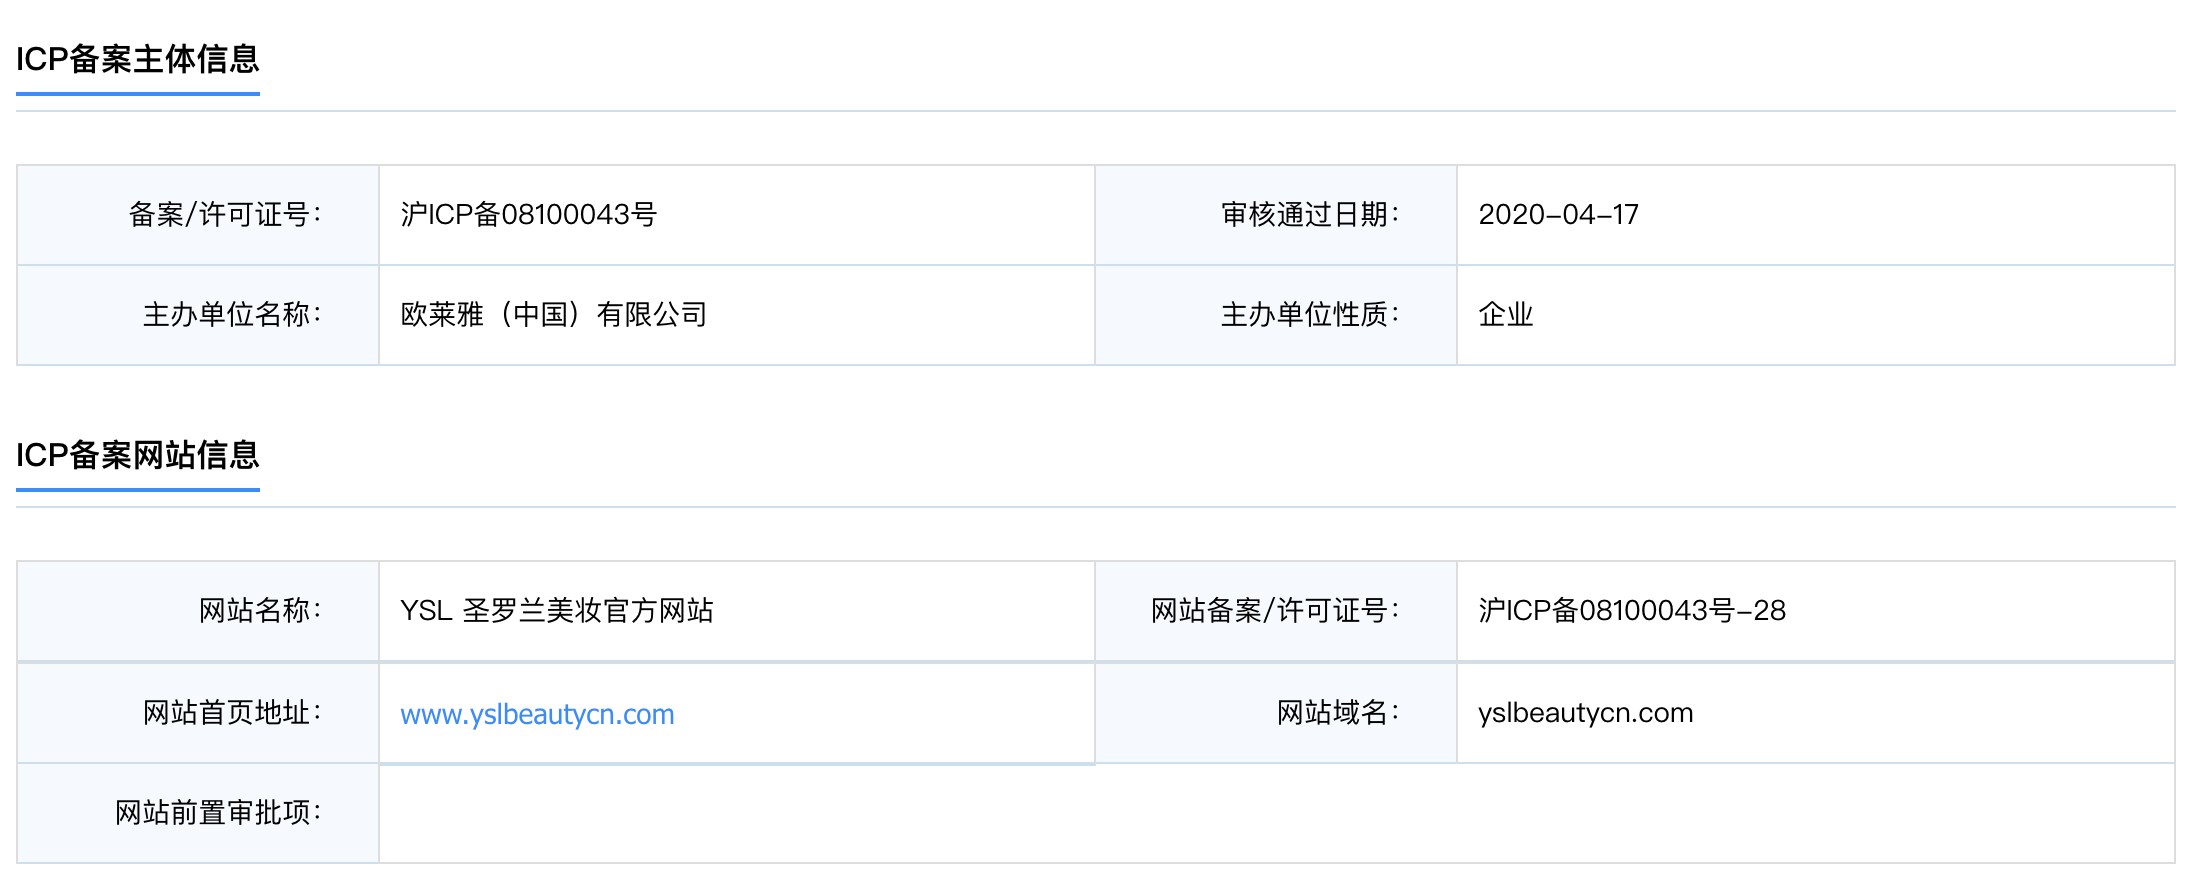 ICP备案主体信息
备案/许可证号： 沪ICP备08100043号 审核通过日期： 2020-04-17
主办单位名称： 欧莱雅（中国）有限公司 主办单位性质： 企业
ICP备案网站信息
网站名称： YSL 圣罗兰美妆官方网站 网站备案/许可证号： 沪ICP备08100043号-28
网站首页地址： www.yslbeautycn.com 网站域名： yslbeautycn.com
网站前置审批项：